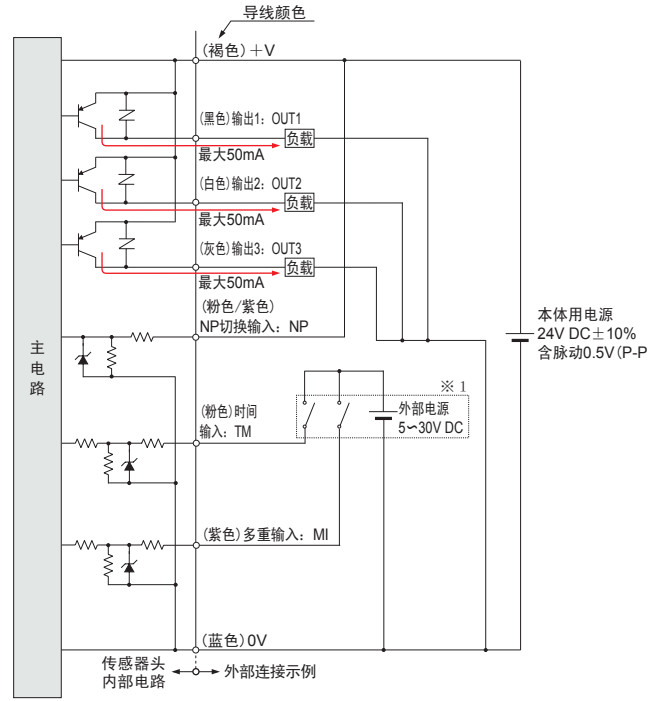 导线颜色
(褐色)＋V
(黑色)输出1：OUT1
负载
最大50mA
(白色)输出2：OUT2
负载
最大50mA
(灰色)输出3：OUT3
负载
最大50mA
(粉色/紫色)
NP切换输入：NP
本体用电源
24V DC±10%
含脉动0.5V(P-P
主
电
路
※1
(粉色)时间
输入：TM
外部电源
5∽30V DC
(紫色)多重输入：MI
(蓝色)0V
传感器头
内部电路
外部连接示例